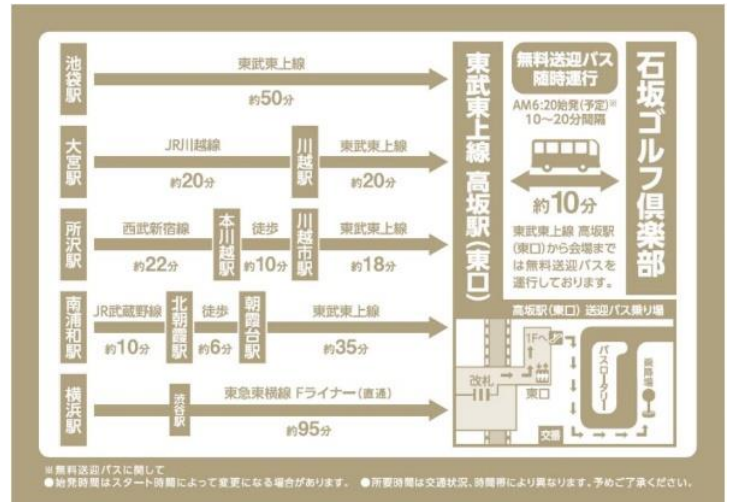 池袋駅
東武東上線
約50分
大宮駅
JR川越線
約20分
川越駅
東武東上線
約20分
所沢駅
西武新宿線
約22分
本川越駅
徒歩
約10分
川越市駅
東武東上線
約18分
南浦和駅
JR武蔵野線
約10分
北朝霞駅
徒歩
約6分
朝霞台駅
東武東上線
約35分
横浜駅
渋谷駅
東急東横線 Fライナー(直通)
約95分
東武東上線 高坂駅(東口)
無料送迎バス
随時運行
AM6:20始発(予定)※
10〜20分間隔
約10分
東武東上線 高坂駅
(東口)から会場まで
は無料送迎バスを
運行しております。
石坂ゴルフ倶楽部
高坂駅(東口) 送迎バス乗り場
1Fへ
改札
東口
交番
バスロータリー
乗降場
※無料送迎バスに関して
●始発時間はスタート時間によって変更になる場合があります。 ●所要時間は交通状況、時間帯により異なります。予めご了承ください。